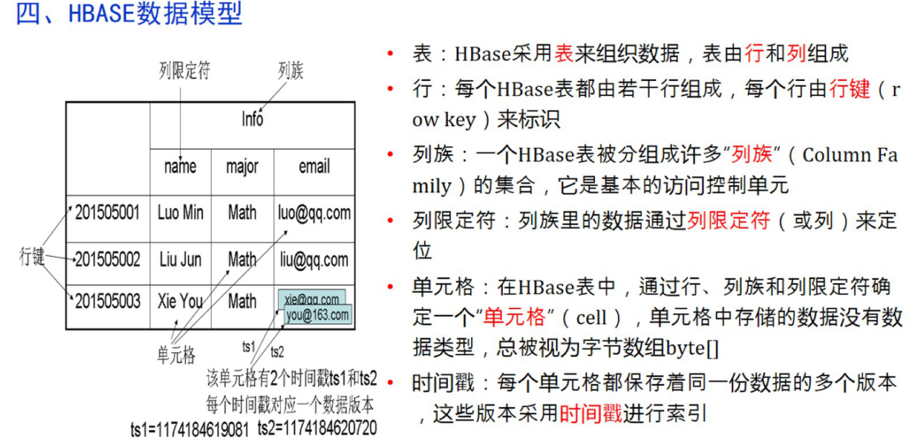 四、HBASE数据模型
列限定符 列族
Info
name major email
201505001 Luo Min Math luo@qq.com
行键 201505002 Liu Jun Math liu@qq.com
201505003 Xie You Math xie@qq.com
you@163.com
单元格 ts1 ts2
该单元格有2个时间戳ts1和ts2
每个时间戳对应一个数据版本
ts1=1174184619081 ts2=1174184620720
• 表：HBase采用表来组织数据，表由行和列组成
• 行：每个HBase表都由若干行组成，每个行由行键（r
ow key）来标识
• 列族：一个HBase表被分组成许多“列族”（Column Fa
mily）的集合，它是基本的访问控制单元
• 列限定符：列族里的数据通过列限定符（或列）来定
位
• 单元格：在HBase表中，通过行、列族和列限定符确
定一个“单元格”（cell），单元格中存储的数据没有数
据类型，总被视为字节数组byte[]
• 时间戳：每个单元格都保存着同一份数据的多个版本
，这些版本采用时间戳进行索引